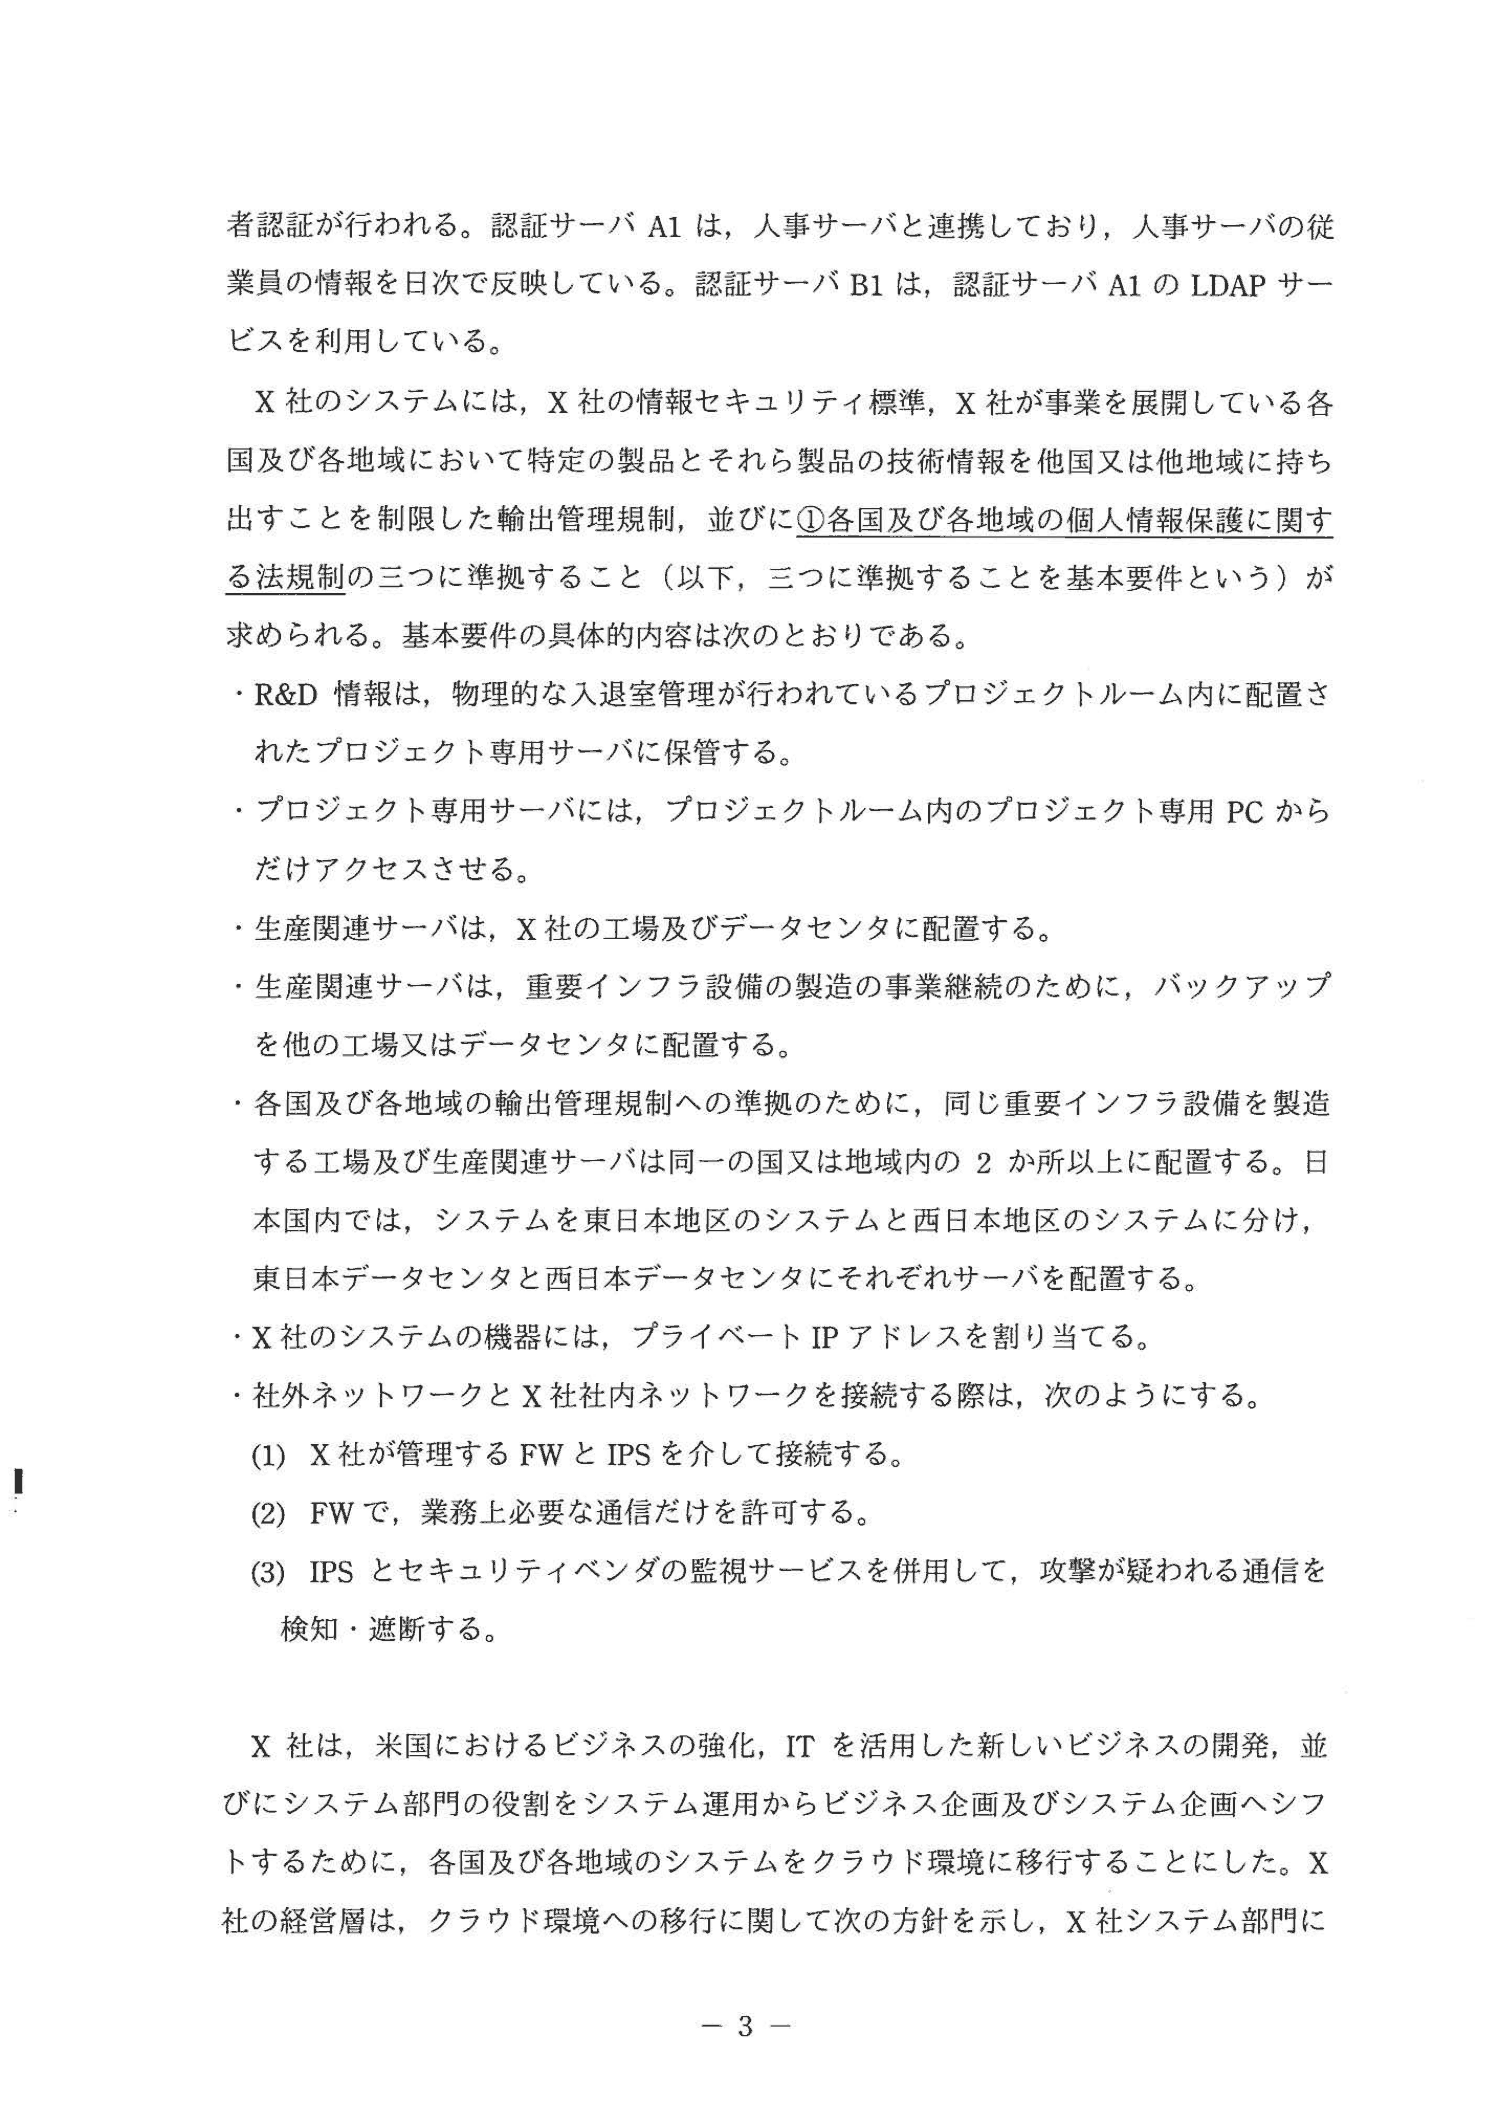 者認証が行われる。認証サーバ A1 は，人事サーバと連携しており，人事サーバの従
業員の情報を日次で反映している。認証サーバ B1 は，認証サーバ A1 の LDAP サー
ビスを利用している。
X 社のシステムには，X 社の情報セキュリティ標準，X 社が事業を展開している各
国及び各地域において特定の製品とそれら製品の技術情報を他国又は他地域に持ち
出すことを制限した輸出管理規制，並びに①各国及び各地域の個人情報保護に関す
る法規制の三つに準拠すること（以下，三つに準拠することを基本要件という）が
求められる。基本要件の具体的内容は次のとおりである。
・R&D 情報は，物理的な入退室管理が行われているプロジェクトルーム内に配置さ
れたプロジェクト専用サーバに保管する。
・プロジェクト専用サーバには，プロジェクトルーム内のプロジェクト専用 PC から
だけアクセスさせる。
・生産関連サーバは，X 社の工場及びデータセンタに配置する。
・生産関連サーバは，重要インフラ設備の製造の事業継続のために，バックアップ
を他の工場又はデータセンタに配置する。
・各国及び各地域の輸出管理規制への準拠のために，同じ重要インフラ設備を製造
する工場及び生産関連サーバは同一の国又は地域内の 2 か所以上に配置する。日
本国内では，システムを東日本地区のシステムと西日本地区のシステムに分け，
東日本データセンタと西日本データセンタにそれぞれサーバを配置する。
・X 社のシステムの機器には，プライベート IP アドレスを割り当てる。
・社外ネットワークと X 社社内ネットワークを接続する際は，次のようにする。
(1) X 社が管理する FW と IPS を介して接続する。
(2) FW で，業務上必要な通信だけを許可する。
(3) IPS とセキュリティベンダの監視サービスを併用して，攻撃が疑われる通信を
検知・遮断する。
X 社は，米国におけるビジネスの強化，IT を活用した新しいビジネスの開発，並
びにシステム部門の役割をシステム運用からビジネス企画及びシステム企画へシフ
トするために，各国及び各地域のシステムをクラウド環境に移行することにした。X
社の経営層は，クラウド環境への移行に関して次の方針を示し，X 社システム部門に
－ 3 －